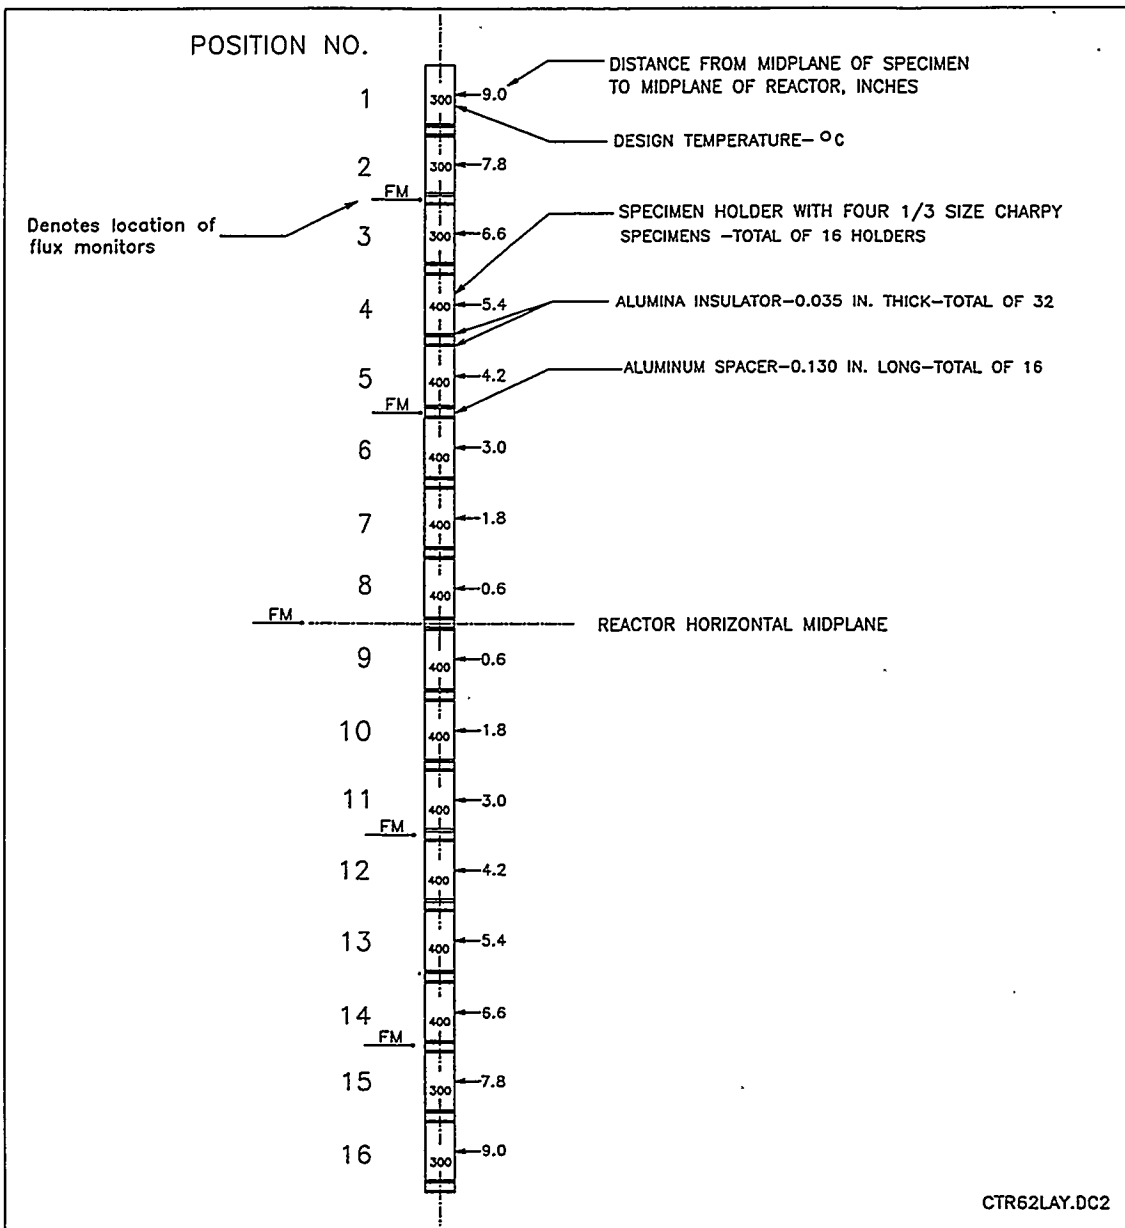 POSITION NO.
DISTANCE FROM MIDPLANE OF SPECIMEN
TO MIDPLANE OF REACTOR, INCHES
1
300
9.0
DESIGN TEMPERATURE- °C
2
300
7.8
FM
Denotes location of
flux monitors
SPECIMEN HOLDER WITH FOUR 1/3 SIZE CHARPY
SPECIMENS -TOTAL OF 16 HOLDERS
3
300
6.6
4
400
5.4
ALUMINA INSULATOR-0.035 IN. THICK-TOTAL OF 32
5
400
4.2
ALUMINUM SPACER-0.130 IN. LONG-TOTAL OF 16
FM
6
400
3.0
7
400
1.8
8
400
0.6
FM
REACTOR HORIZONTAL MIDPLANE
9
400
0.6
10
400
1.8
11
400
3.0
FM
12
400
4.2
13
400
5.4
14
400
6.6
FM
15
300
7.8
16
300
9.0
CTR62LAY.DC2